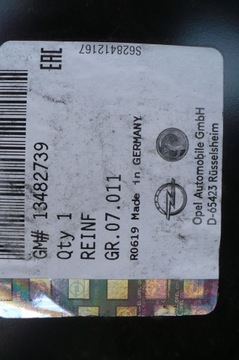 GM# 13482739
Qty 1
REINF
GR.07.011
R0619 Made in GERMANY
EAC
S628412167
Opel Automobile GmbH
D-65423 Rüsselsheim